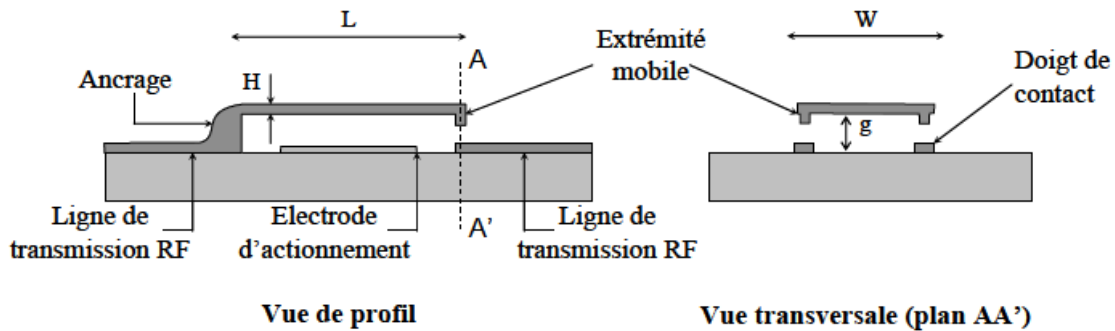 L
W
A
Extrémité
mobile
Doigt de
contact
Ancrage
H
g
A'
Ligne de
transmission RF
Electrode
d'actionnement
Ligne de
transmission RF
Vue de profil
Vue transversale (plan AA')